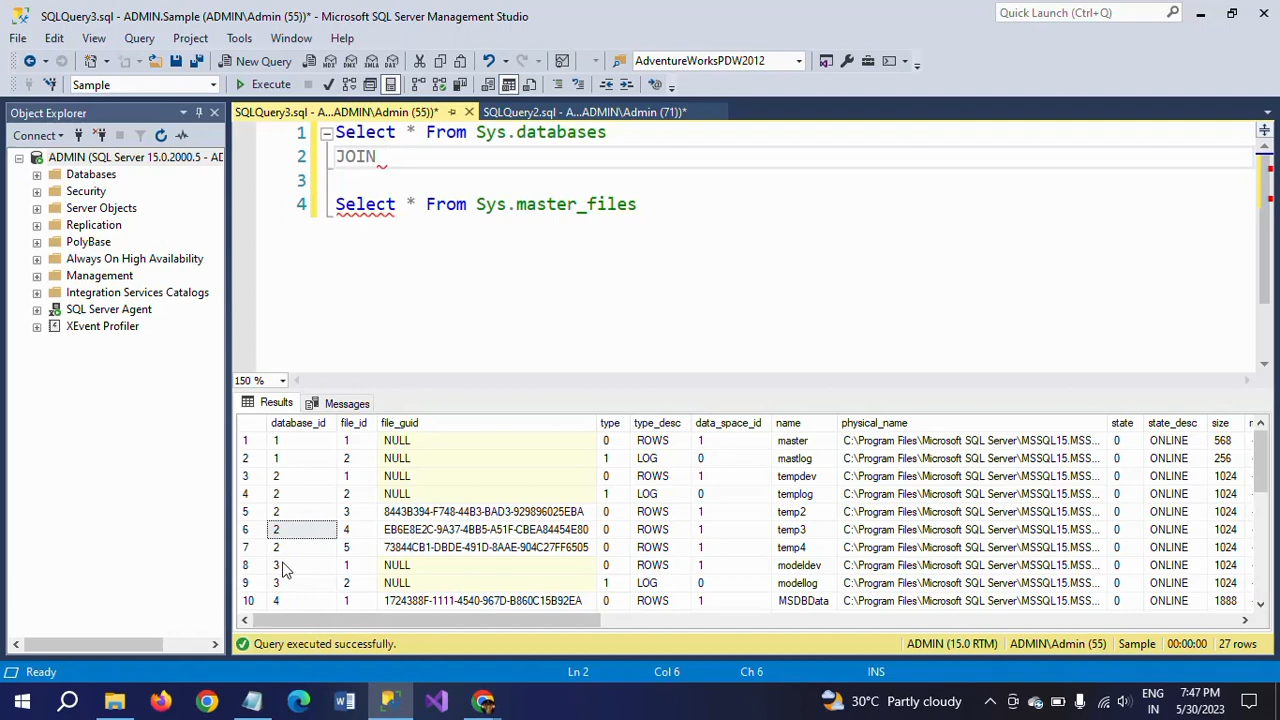 SQLQuery3.sql - ADMIN.Sample (ADMIN\Admin (55))* - Microsoft SQL Server Management Studio
Quick Launch (Ctrl+Q)
File Edit View Query Project Tools Window Help
New Query MDX DMX XMLA DAX AdventureWorksPDW2012
Sample Execute
Object Explorer
SQLQuery3.sql - A...ADMIN\Admin (55))* SQLQuery2.sql - A...ADMIN\Admin (71))*
Connect
ADMIN (SQL Server 15.0.2000.5 - AD
Databases
Security
Server Objects
Replication
PolyBase
Always On High Availability
Management
Integration Services Catalogs
SQL Server Agent
XEvent Profiler
1 Select * From Sys.databases
2 JOIN
3
4 Select * From Sys.master_files
150 %
Results Messages
database_id file_id file_guid type type_desc data_space_id name physical_name state state_desc size
1 1 1 NULL 0 ROWS 1 master C:\Program Files\Microsoft SQL Server\MSSQL15.MSS... 0 ONLINE 568
2 1 2 NULL 1 LOG 0 mastlog C:\Program Files\Microsoft SQL Server\MSSQL15.MSS... 0 ONLINE 256
3 2 1 NULL 0 ROWS 1 tempdev C:\Program Files\Microsoft SQL Server\MSSQL15.MSS... 0 ONLINE 1024
4 2 2 NULL 1 LOG 0 templog C:\Program Files\Microsoft SQL Server\MSSQL15.MSS... 0 ONLINE 1024
5 2 3 8443B394-F748-44B3-BAD3-929896025EBA 0 ROWS 1 temp2 C:\Program Files\Microsoft SQL Server\MSSQL15.MSS... 0 ONLINE 1024
6 2 4 EB6E8E2C-9A37-4BB5-A51F-CBEA84454E80 0 ROWS 1 temp3 C:\Program Files\Microsoft SQL Server\MSSQL15.MSS... 0 ONLINE 1024
7 2 5 73844CB1-DBDE-491D-8AAE-904C27FF6505 0 ROWS 1 temp4 C:\Program Files\Microsoft SQL Server\MSSQL15.MSS... 0 ONLINE 1024
8 3 1 NULL 0 ROWS 1 modeldev C:\Program Files\Microsoft SQL Server\MSSQL15.MSS... 0 ONLINE 1024
9 3 2 NULL 1 LOG 0 modellog C:\Program Files\Microsoft SQL Server\MSSQL15.MSS... 0 ONLINE 1024
10 4 1 1724388F-1111-4540-967D-B860C15B92EA 0 ROWS 1 MSDBData C:\Program Files\Microsoft SQL Server\MSSQL15.MSS... 0 ONLINE 1888
Query executed successfully. ADMIN (15.0 RTM) ADMIN\Admin (55) Sample 00:00:00 27 rows
Ready Ln 2 Col 6 Ch 6 INS
30°C Partly cloudy ENG IN 7:47 PM 5/30/2023